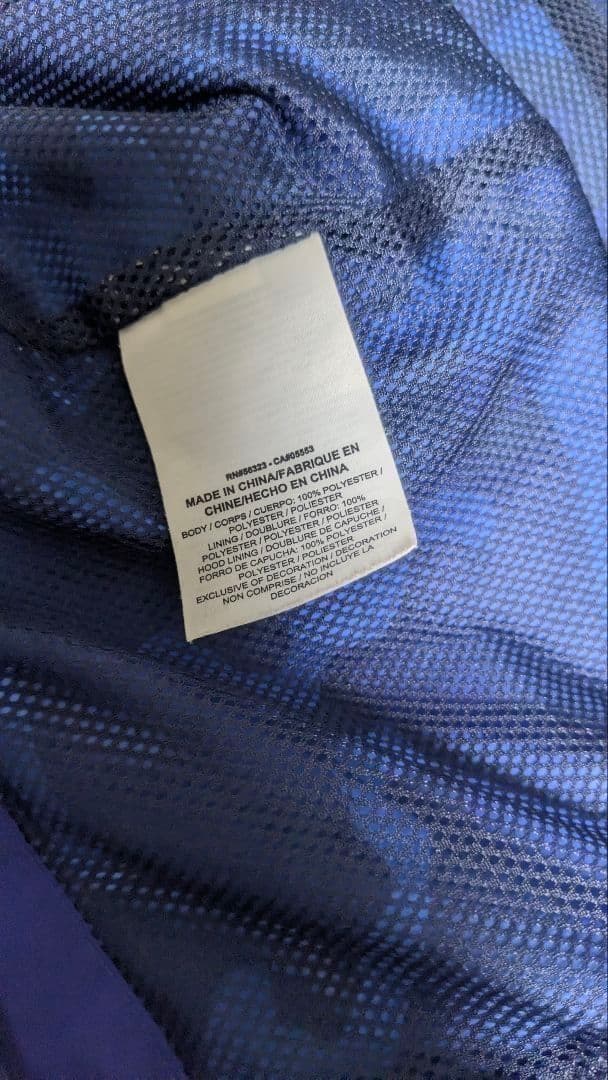 RN#56323 - CA#05553
MADE IN CHINA/FABRIQUE EN
CHINE/HECHO EN CHINA
BODY / CORPS / CUERPO: 100% POLYESTER /
POLYESTER / POLIESTER
LINING / DOUBLURE / FORRO: 100%
POLYESTER / POLYESTER / POLIESTER
HOOD LINING / DOUBLURE DE CAPUCHE /
FORRO DE CAPUCHA: 100% POLYESTER /
POLYESTER / POLIESTER
EXCLUSIVE OF DECORATION / DECORATION
NON COMPRISE / NO INCLUYE LA
DECORACION